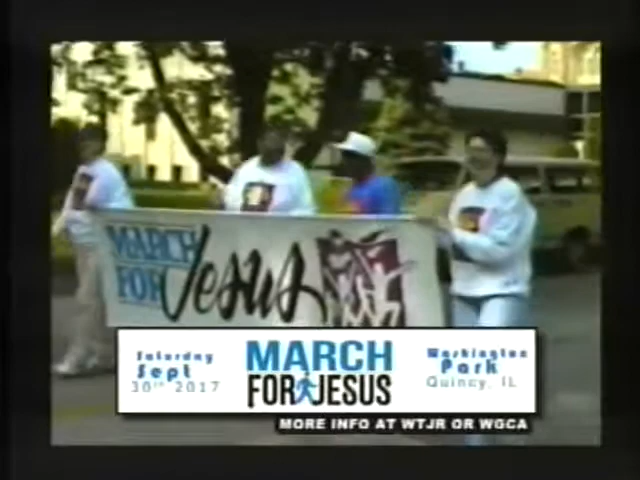 MARCH
FOR Jesus
Saturday
Sept
30th 2017
MARCH
FOR JESUS
Washington
Park
Quincy, IL
MORE INFO AT WTJR OR WGCA